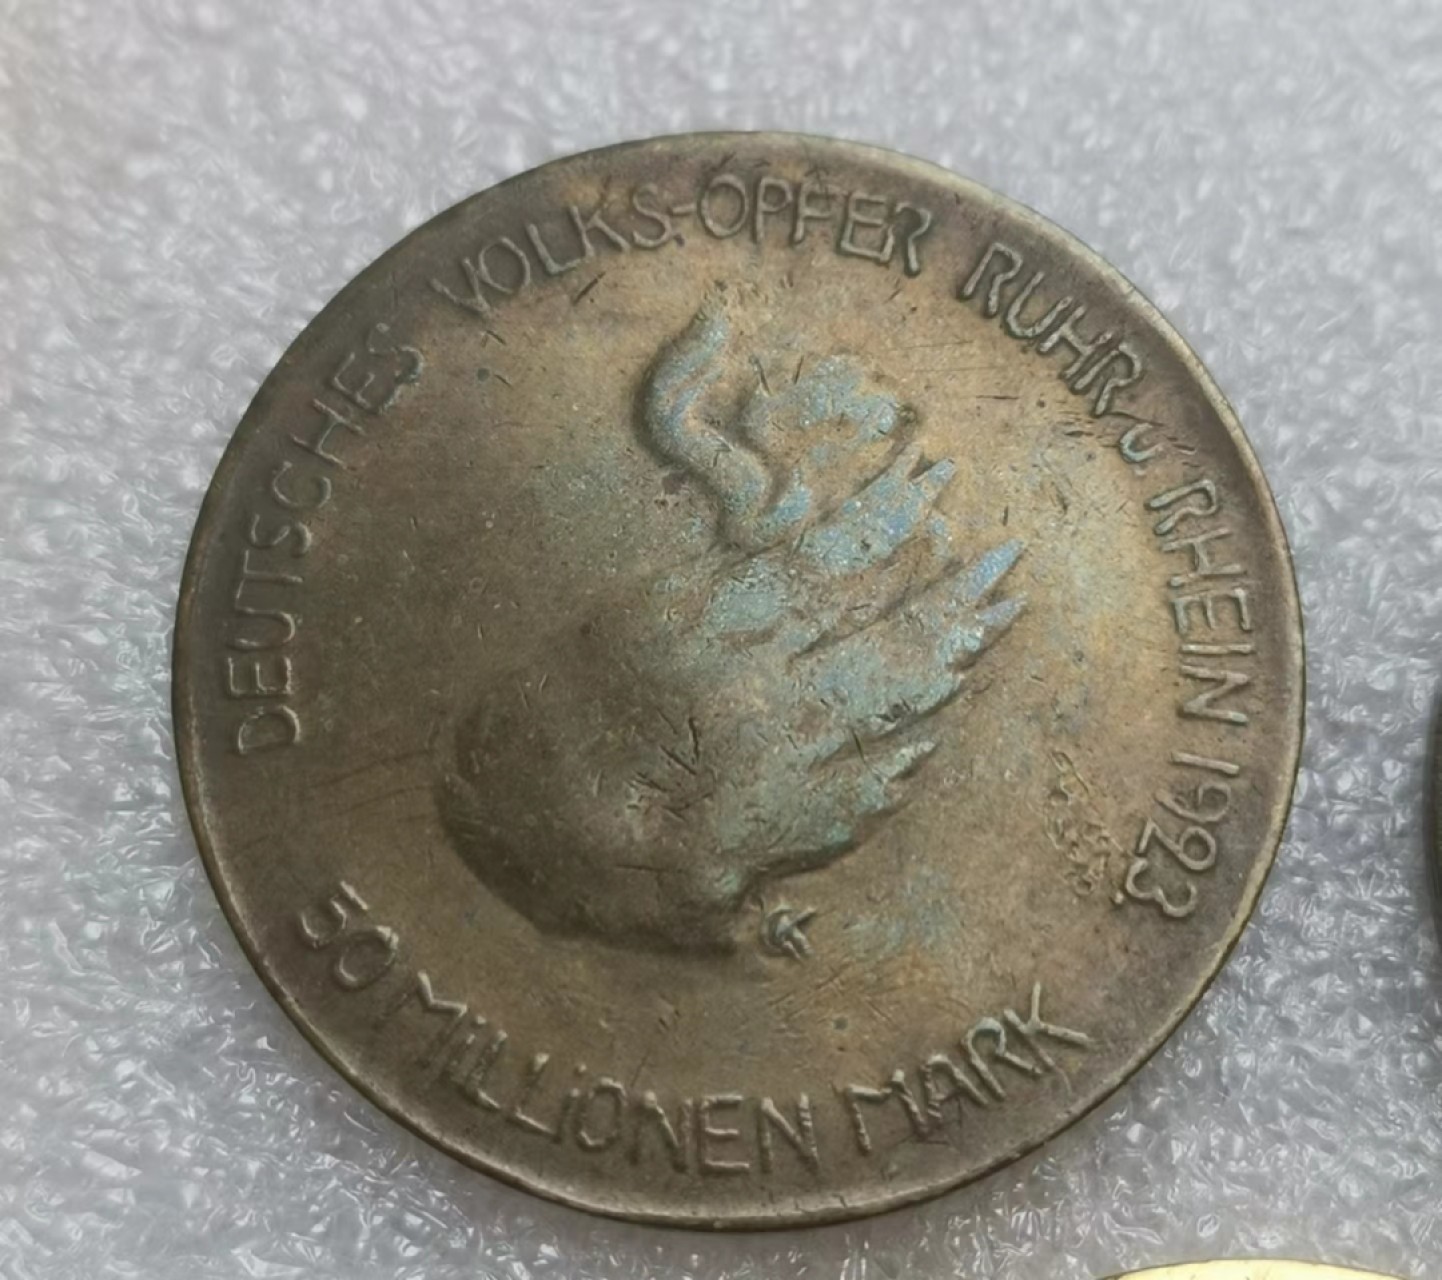 DEUTSCHES VOLKS-OPFER RUHR u RHEIN 1923
50 MiLLiONEN MARK
K